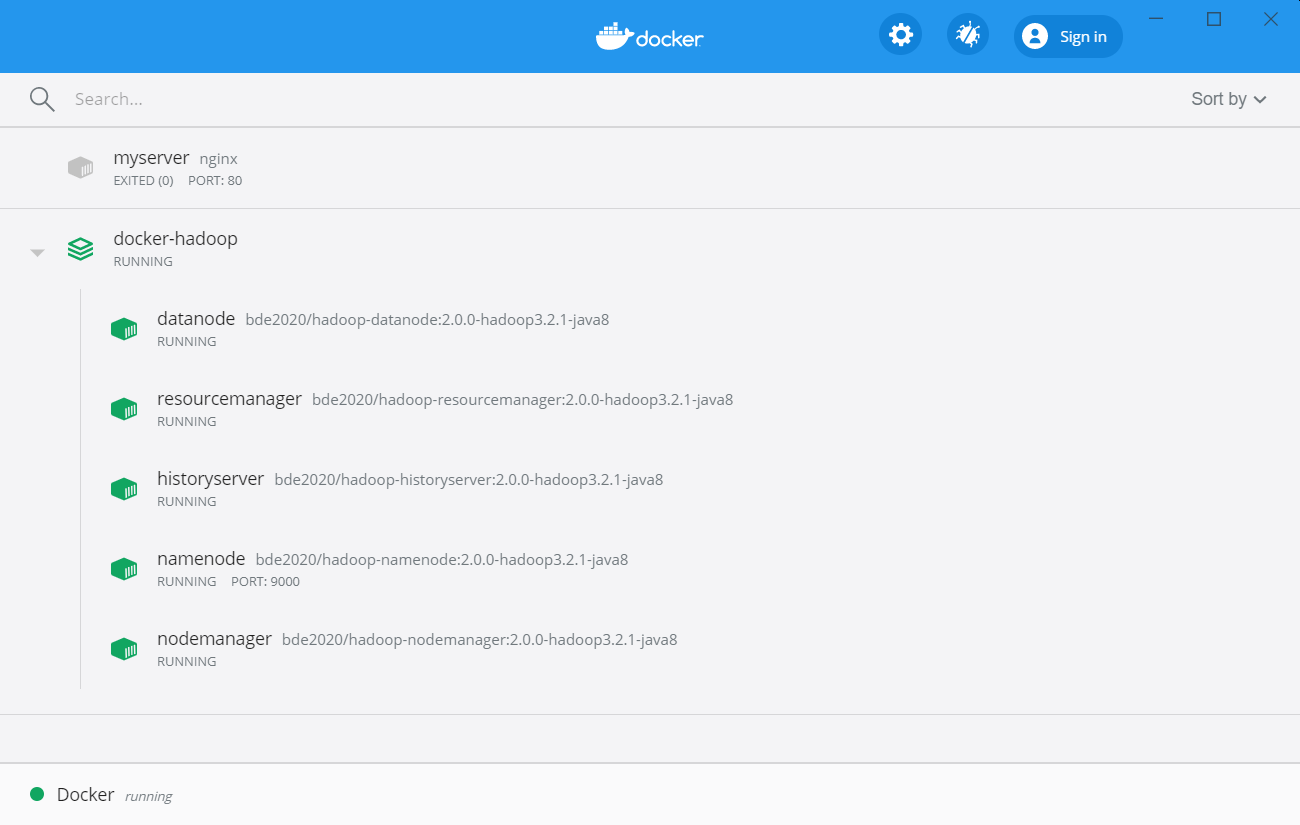 docker
Sign in
Search...
Sort by
myserver nginx
EXITED (0) PORT: 80
docker-hadoop
RUNNING
datanode bde2020/hadoop-datanode:2.0.0-hadoop3.2.1-java8
RUNNING
resourcemanager bde2020/hadoop-resourcemanager:2.0.0-hadoop3.2.1-java8
RUNNING
historyserver bde2020/hadoop-historyserver:2.0.0-hadoop3.2.1-java8
RUNNING
namenode bde2020/hadoop-namenode:2.0.0-hadoop3.2.1-java8
RUNNING PORT: 9000
nodemanager bde2020/hadoop-nodemanager:2.0.0-hadoop3.2.1-java8
RUNNING
Docker running